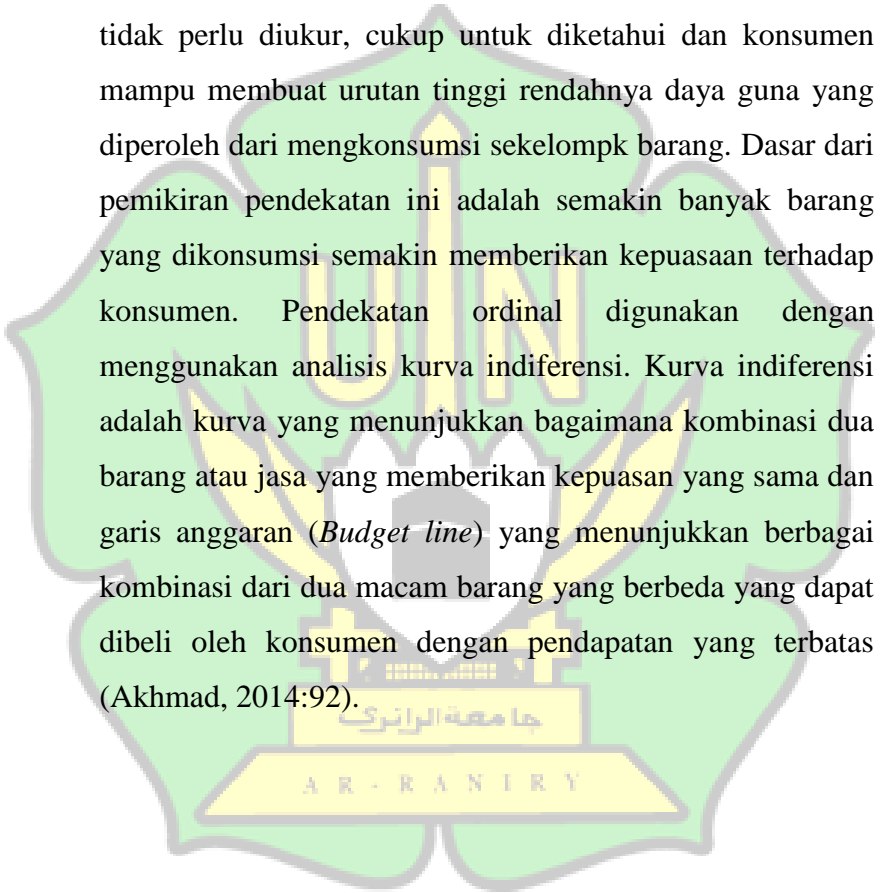 tidak perlu diukur, cukup untuk diketahui dan konsumen
mampu membuat urutan tinggi rendahnya daya guna yang
diperoleh dari mengkonsumsi sekelompk barang. Dasar dari
pemikiran pendekatan ini adalah semakin banyak barang
yang dikonsumsi semakin memberikan kepuasaan terhadap
konsumen. Pendekatan ordinal digunakan dengan
menggunakan analisis kurva indiferensi. Kurva indiferensi
adalah kurva yang menunjukkan bagaimana kombinasi dua
barang atau jasa yang memberikan kepuasan yang sama dan
garis anggaran (Budget line) yang menunjukkan berbagai
kombinasi dari dua macam barang yang berbeda yang dapat
dibeli oleh konsumen dengan pendapatan yang terbatas
(Akhmad, 2014:92).
UIN
جامعة الرانري
AR-RANIRY